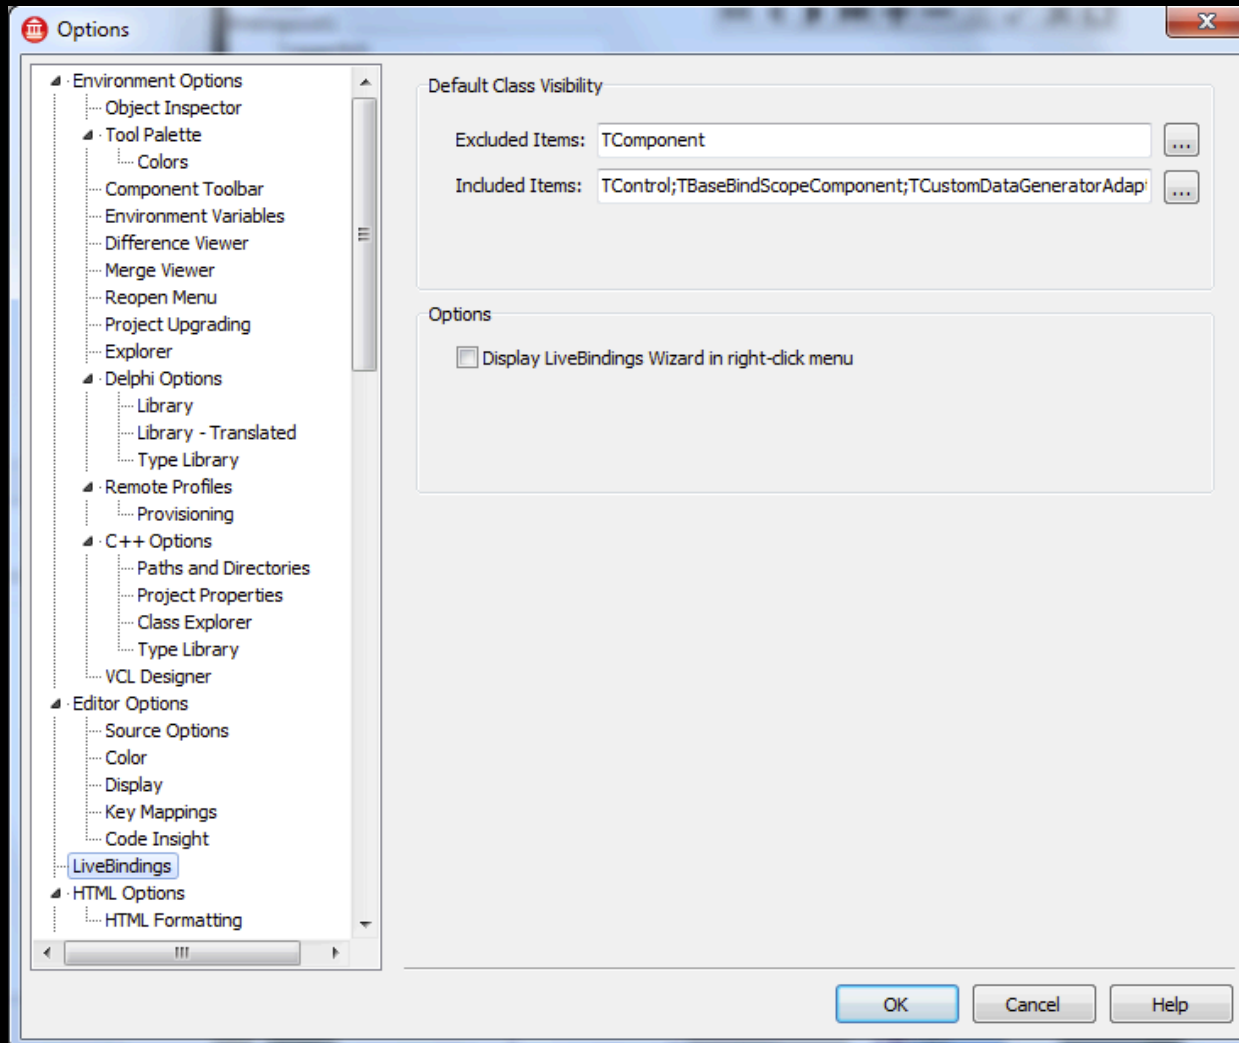 Options
Environment Options
Object Inspector
Tool Palette
Colors
Component Toolbar
Environment Variables
Difference Viewer
Merge Viewer
Reopen Menu
Project Upgrading
Explorer
Delphi Options
Library
Library - Translated
Type Library
Remote Profiles
Provisioning
C++ Options
Paths and Directories
Project Properties
Class Explorer
Type Library
VCL Designer
Editor Options
Source Options
Color
Display
Key Mappings
Code Insight
LiveBindings
HTML Options
HTML Formatting
Default Class Visibility
Excluded Items: TComponent ...
Included Items: TControl;TBaseBindScopeComponent;TCustomDataGeneratorAdapt ...
Options
Display LiveBindings Wizard in right-click menu
OK Cancel Help